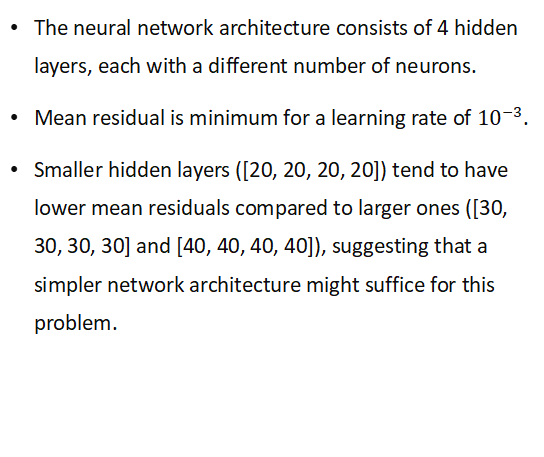 • The neural network architecture consists of 4 hidden
layers, each with a different number of neurons.
• Mean residual is minimum for a learning rate of 10⁻³.
• Smaller hidden layers ([20, 20, 20, 20]) tend to have
lower mean residuals compared to larger ones ([30,
30, 30, 30] and [40, 40, 40, 40]), suggesting that a
simpler network architecture might suffice for this
problem.